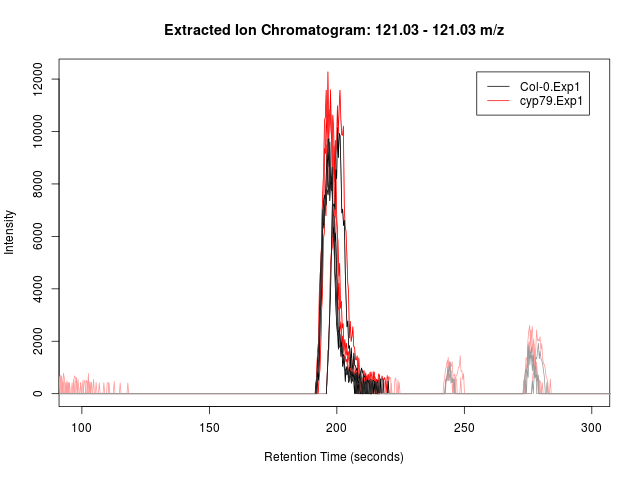 Extracted Ion Chromatogram: 121.03 - 121.03 m/z
Col-0.Exp1
cyp79.Exp1
Intensity
12000
10000
8000
6000
4000
2000
0
100
150
200
250
300
Retention Time (seconds)